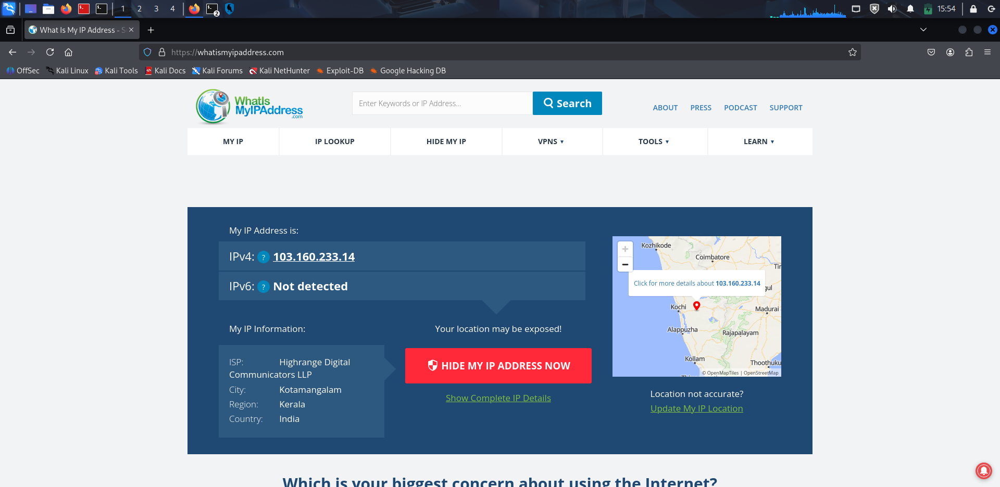 1 2 3 4 2 15:54
What Is My IP Address - S
https://whatismyipaddress.com
OffSec Kali Linux Kali Tools Kali Docs Kali Forums Kali NetHunter Exploit-DB Google Hacking DB
WhatIs
MyIPAddress
.com
Enter Keywords or IP Address...
Search
ABOUT PRESS PODCAST SUPPORT
MY IP IP LOOKUP HIDE MY IP VPNS ▾ TOOLS ▾ LEARN ▾
My IP Address is:
IPv4: ? 103.160.233.14
IPv6: ? Not detected
My IP Information:
ISP: Highrange Digital
Communicators LLP
City: Kotamangalam
Region: Kerala
Country: India
Your location may be exposed!
HIDE MY IP ADDRESS NOW
Show Complete IP Details
+
−
Kozhikode
Coimbatore
Tir
Click for more details about 103.160.233.14
gul
Kochi
Madurai
Alappuzha
Rajapalayam
Kollam
Thoothuku
© OpenMapTiles | OpenStreetMap
Location not accurate?
Update My IP Location
Which is your biggest concern about using the Internet?